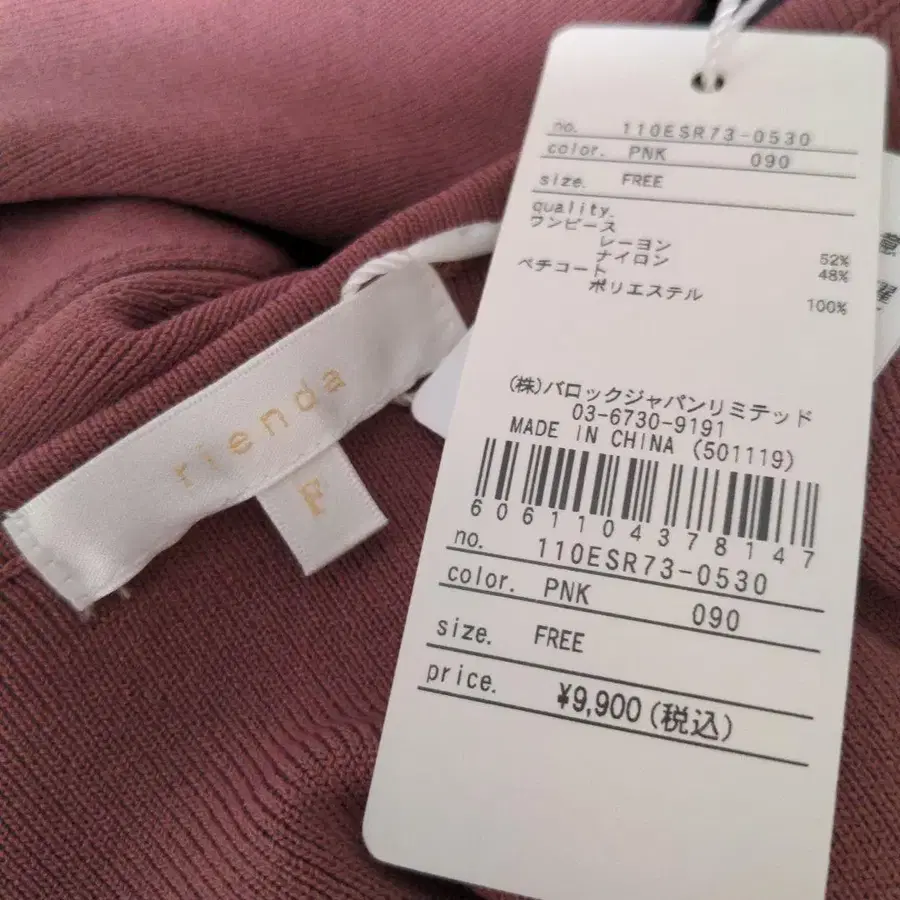 no. 110ESR73-0530
color. PNK 090
size. FREE
quality.
ワンピース
レーヨン 52%
ナイロン 48%
ペチコート
ポリエステル 100%
(株)バロックジャパンリミテッド
03-6730-9191
MADE IN CHINA (501119)
6061104378147
no. 110ESR73-0530
color. PNK 090
size. FREE
price. ¥9,900(税込)
rienda
F
意